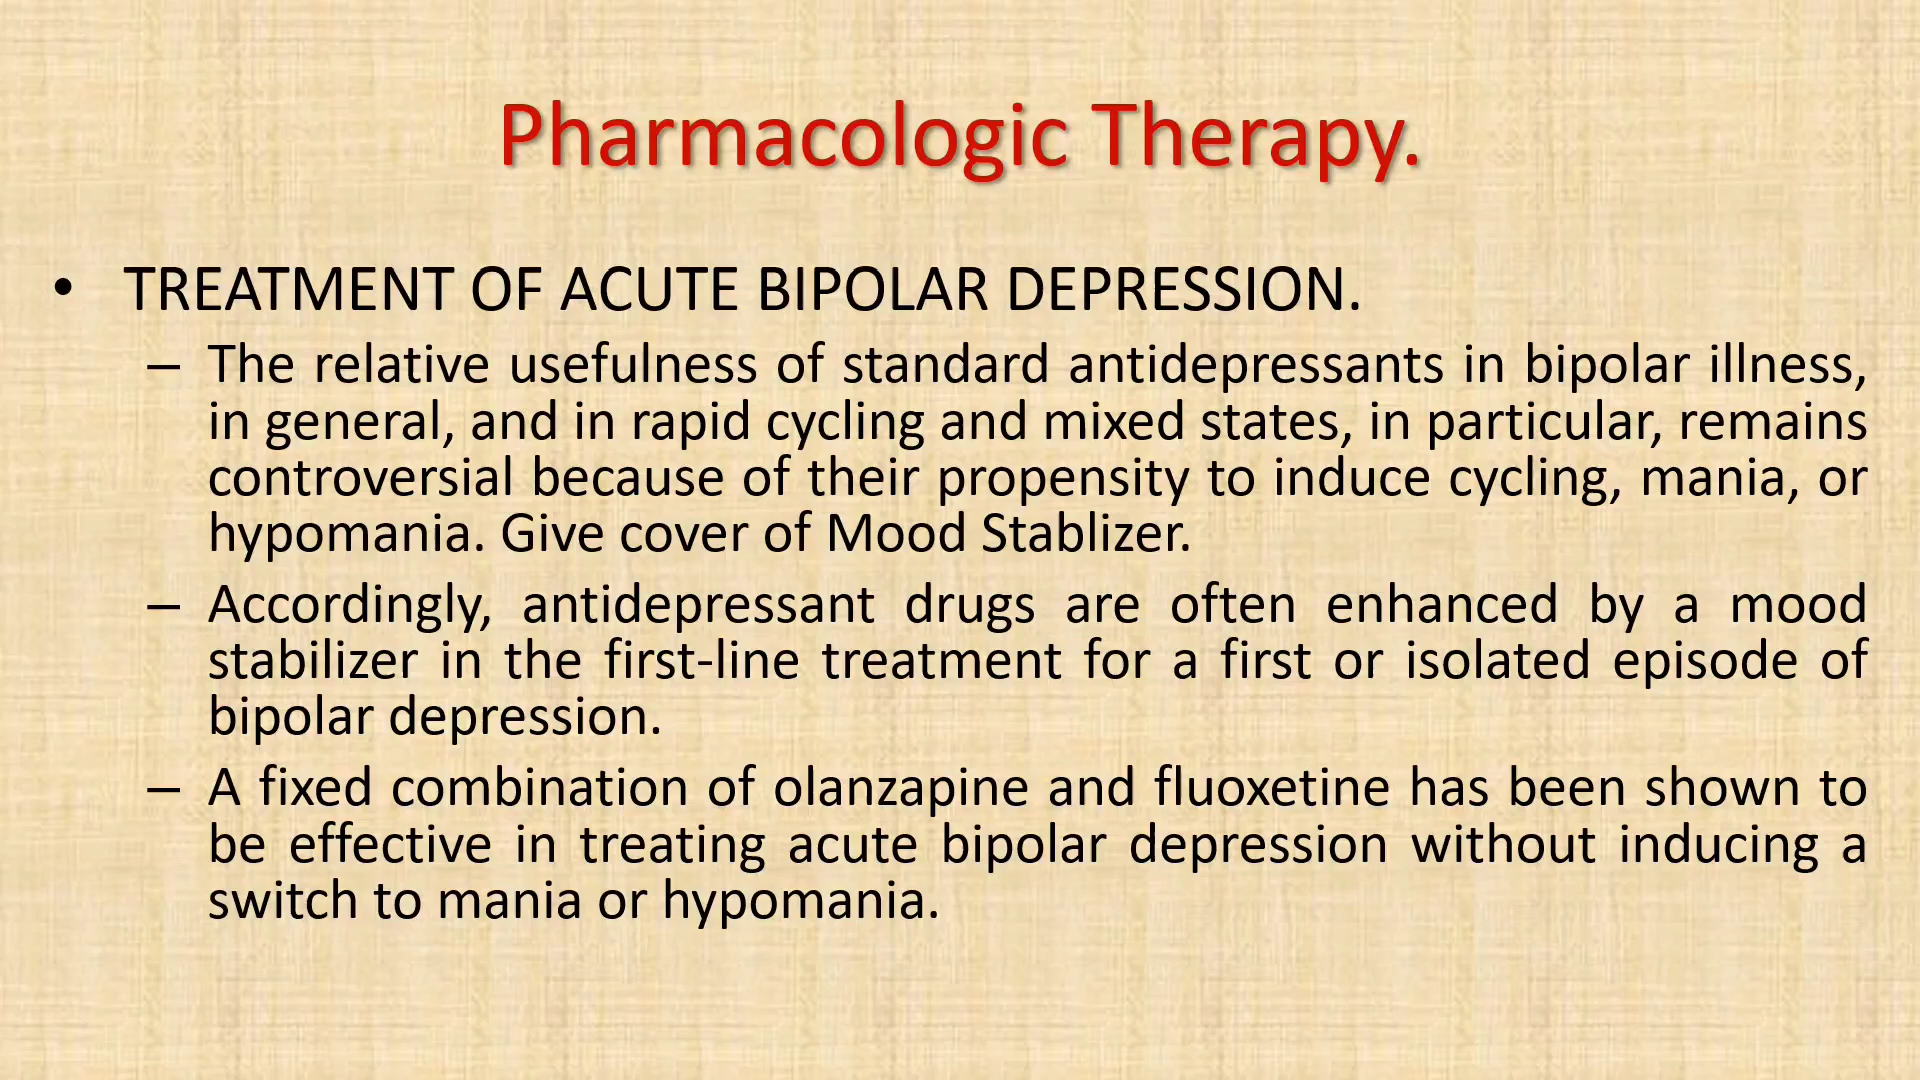 Pharmacologic Therapy.
• TREATMENT OF ACUTE BIPOLAR DEPRESSION.
– The relative usefulness of standard antidepressants in bipolar illness,
in general, and in rapid cycling and mixed states, in particular, remains
controversial because of their propensity to induce cycling, mania, or
hypomania. Give cover of Mood Stablizer.
– Accordingly, antidepressant drugs are often enhanced by a mood
stabilizer in the first-line treatment for a first or isolated episode of
bipolar depression.
– A fixed combination of olanzapine and fluoxetine has been shown to
be effective in treating acute bipolar depression without inducing a
switch to mania or hypomania.